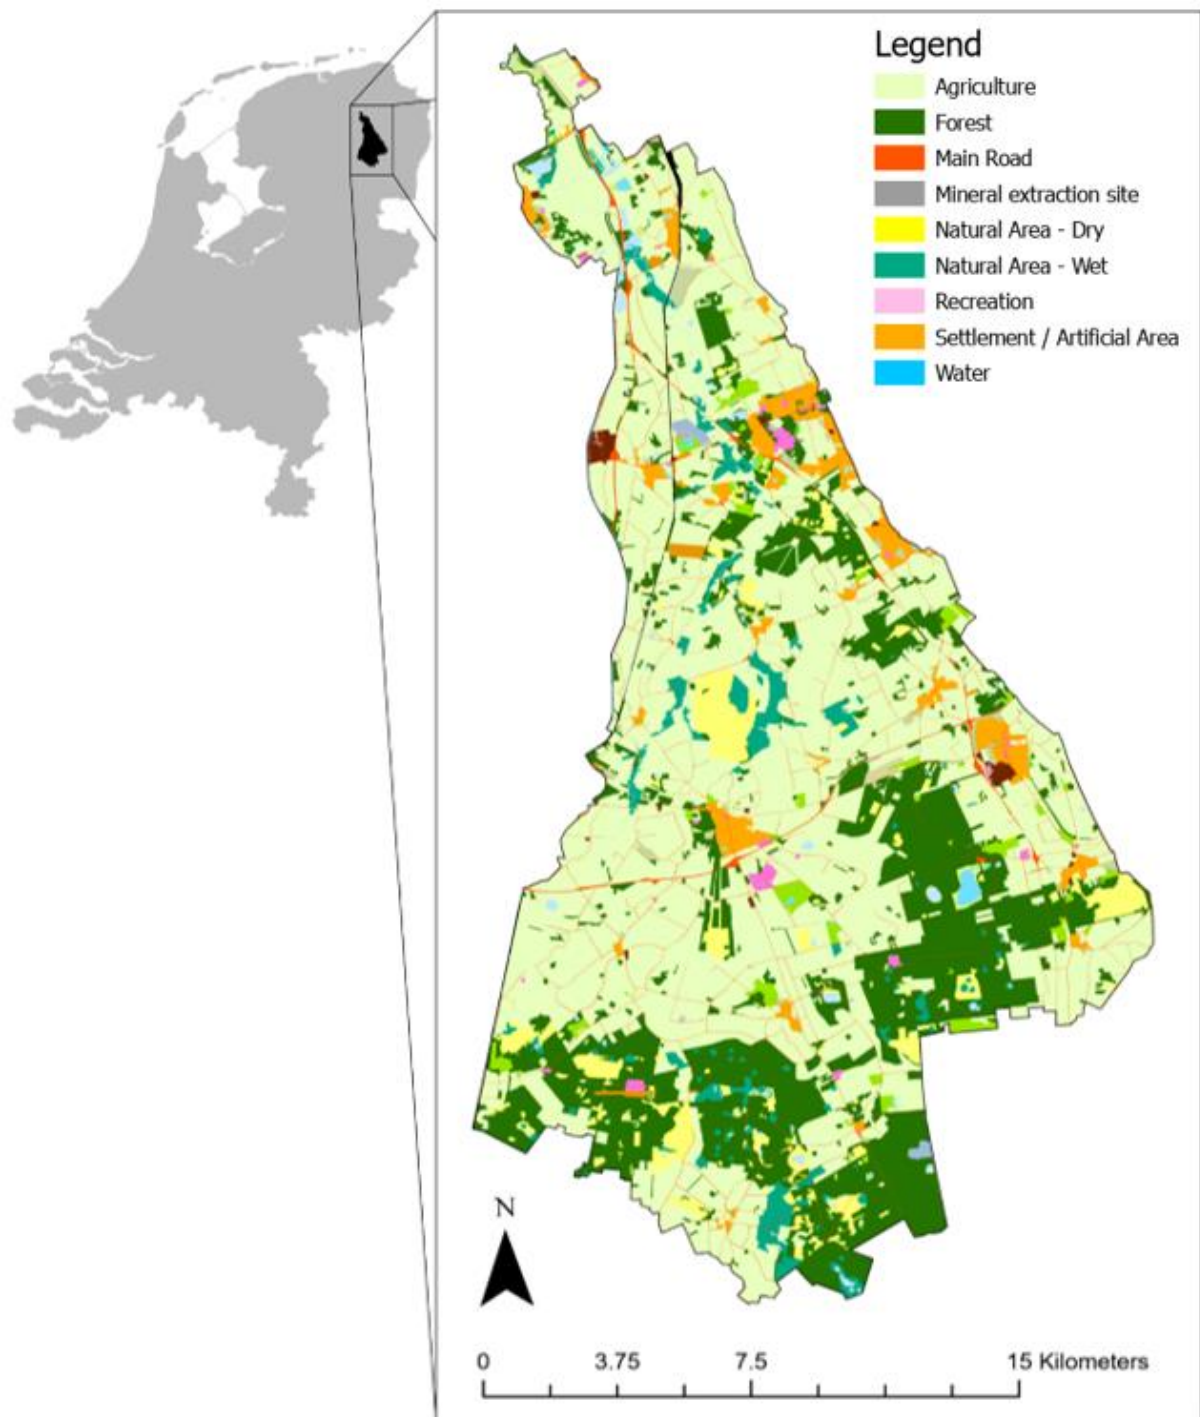 Legend
Agriculture
Forest
Main Road
Mineral extraction site
Natural Area - Dry
Natural Area - Wet
Recreation
Settlement / Artificial Area
Water
N
0 3.75 7.5 15 Kilometers